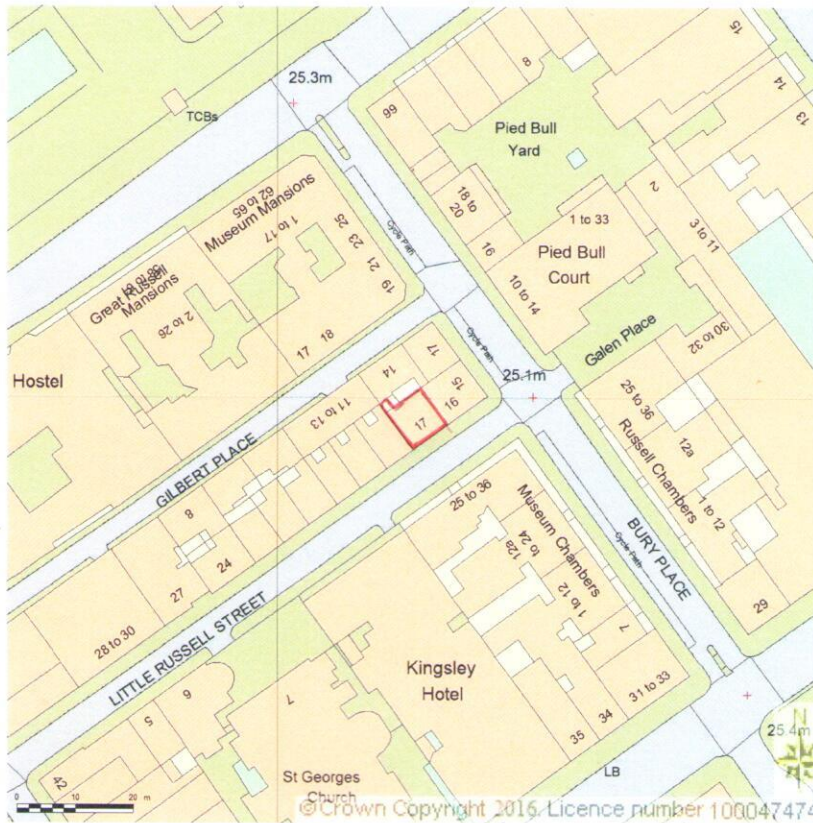 25.3m
TCBs
15
8
14
13
66
Pied Bull
Yard
18 to
20
16
1 to 33
2
3 to 11
Pied Bull
Court
10 to 14
Museum Mansions
62 to 65
1 to 17
25
23
21
19
Cycle Path
Great Russell
Mansions
2 to 26
18
17
Galen Place
30 to 32
Hostel
14
17
15
16
17
11 to 13
Cycle Path
25.1m
25 to 36
Russell Chambers
12a
1 to 12
GILBERT PLACE
8
24
27
28 to 30
25 to 36
Museum Chambers
12a
to 24
1 to 12
7
BURY PLACE
Cycle Path
29
LITTLE RUSSELL STREET
Kingsley
Hotel
6
5
7
42
31 to 33
34
35
N
25.4m
LB
St Georges
Church
0 10 20 m
©Crown Copyright 2016. Licence number 100047474